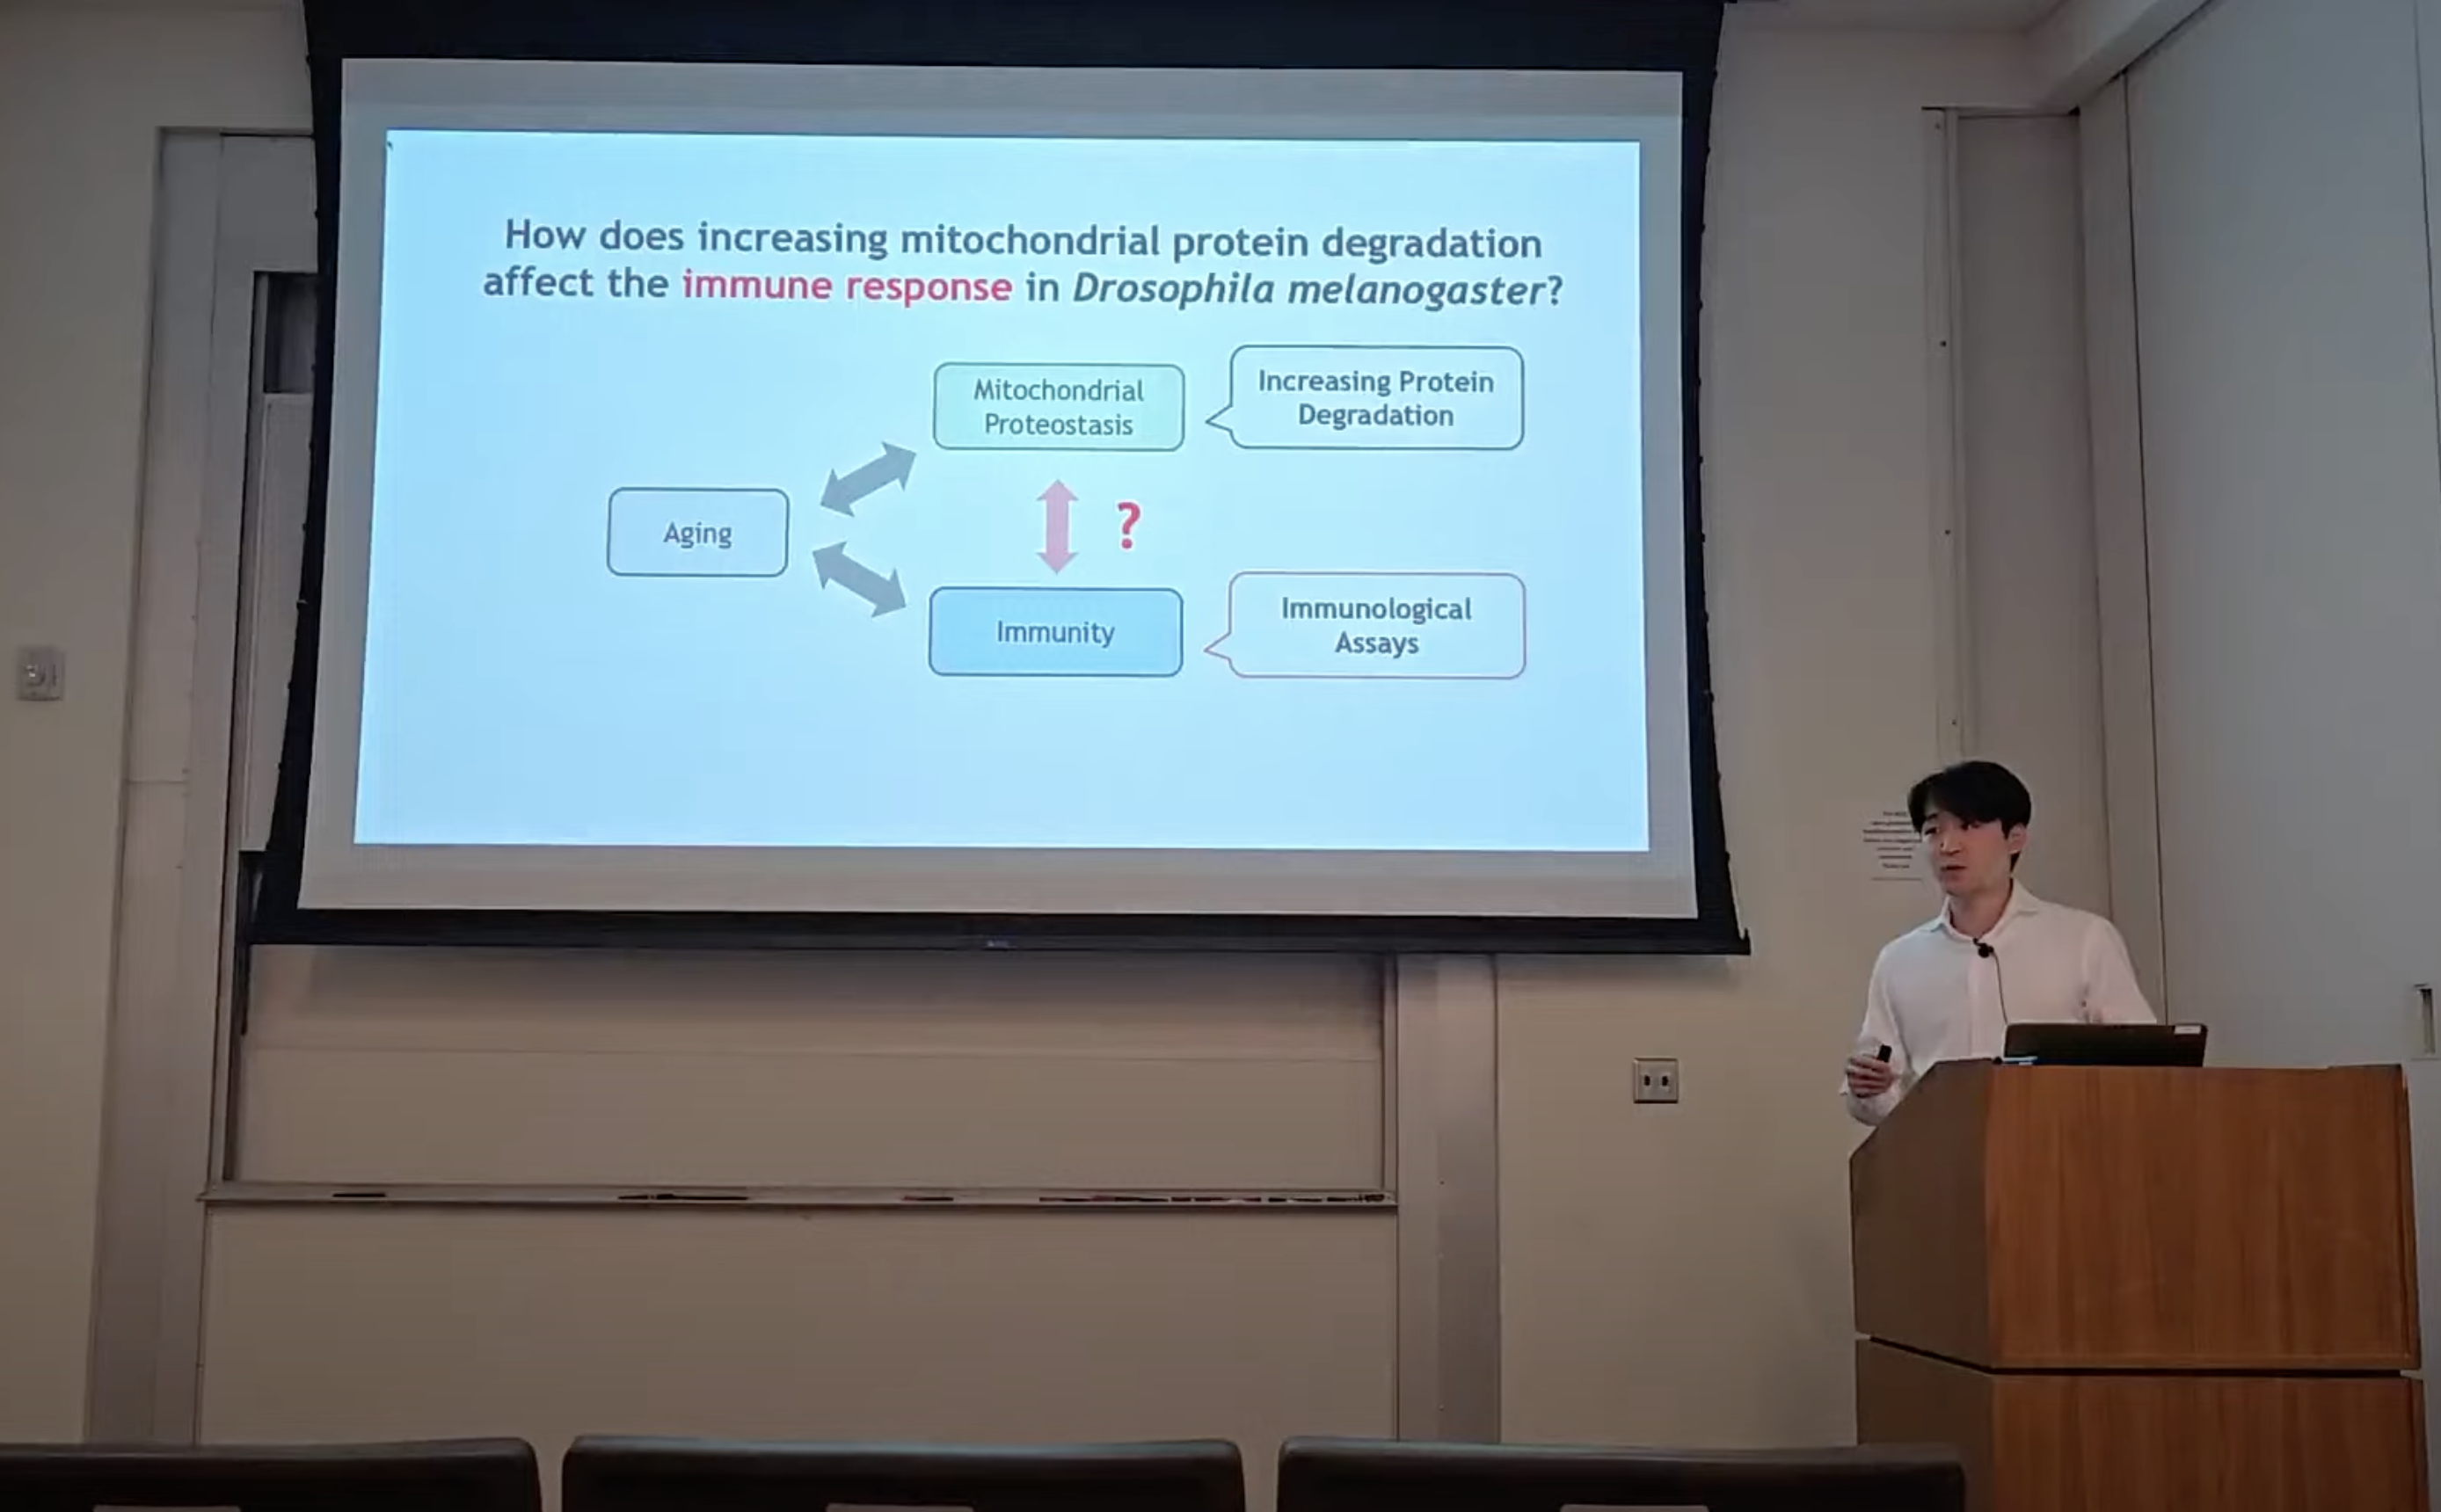 How does increasing mitochondrial protein degradation
affect the immune response in Drosophila melanogaster?
Mitochondrial
Proteostasis
Increasing Protein
Degradation
Aging
?
Immunity
Immunological
Assays